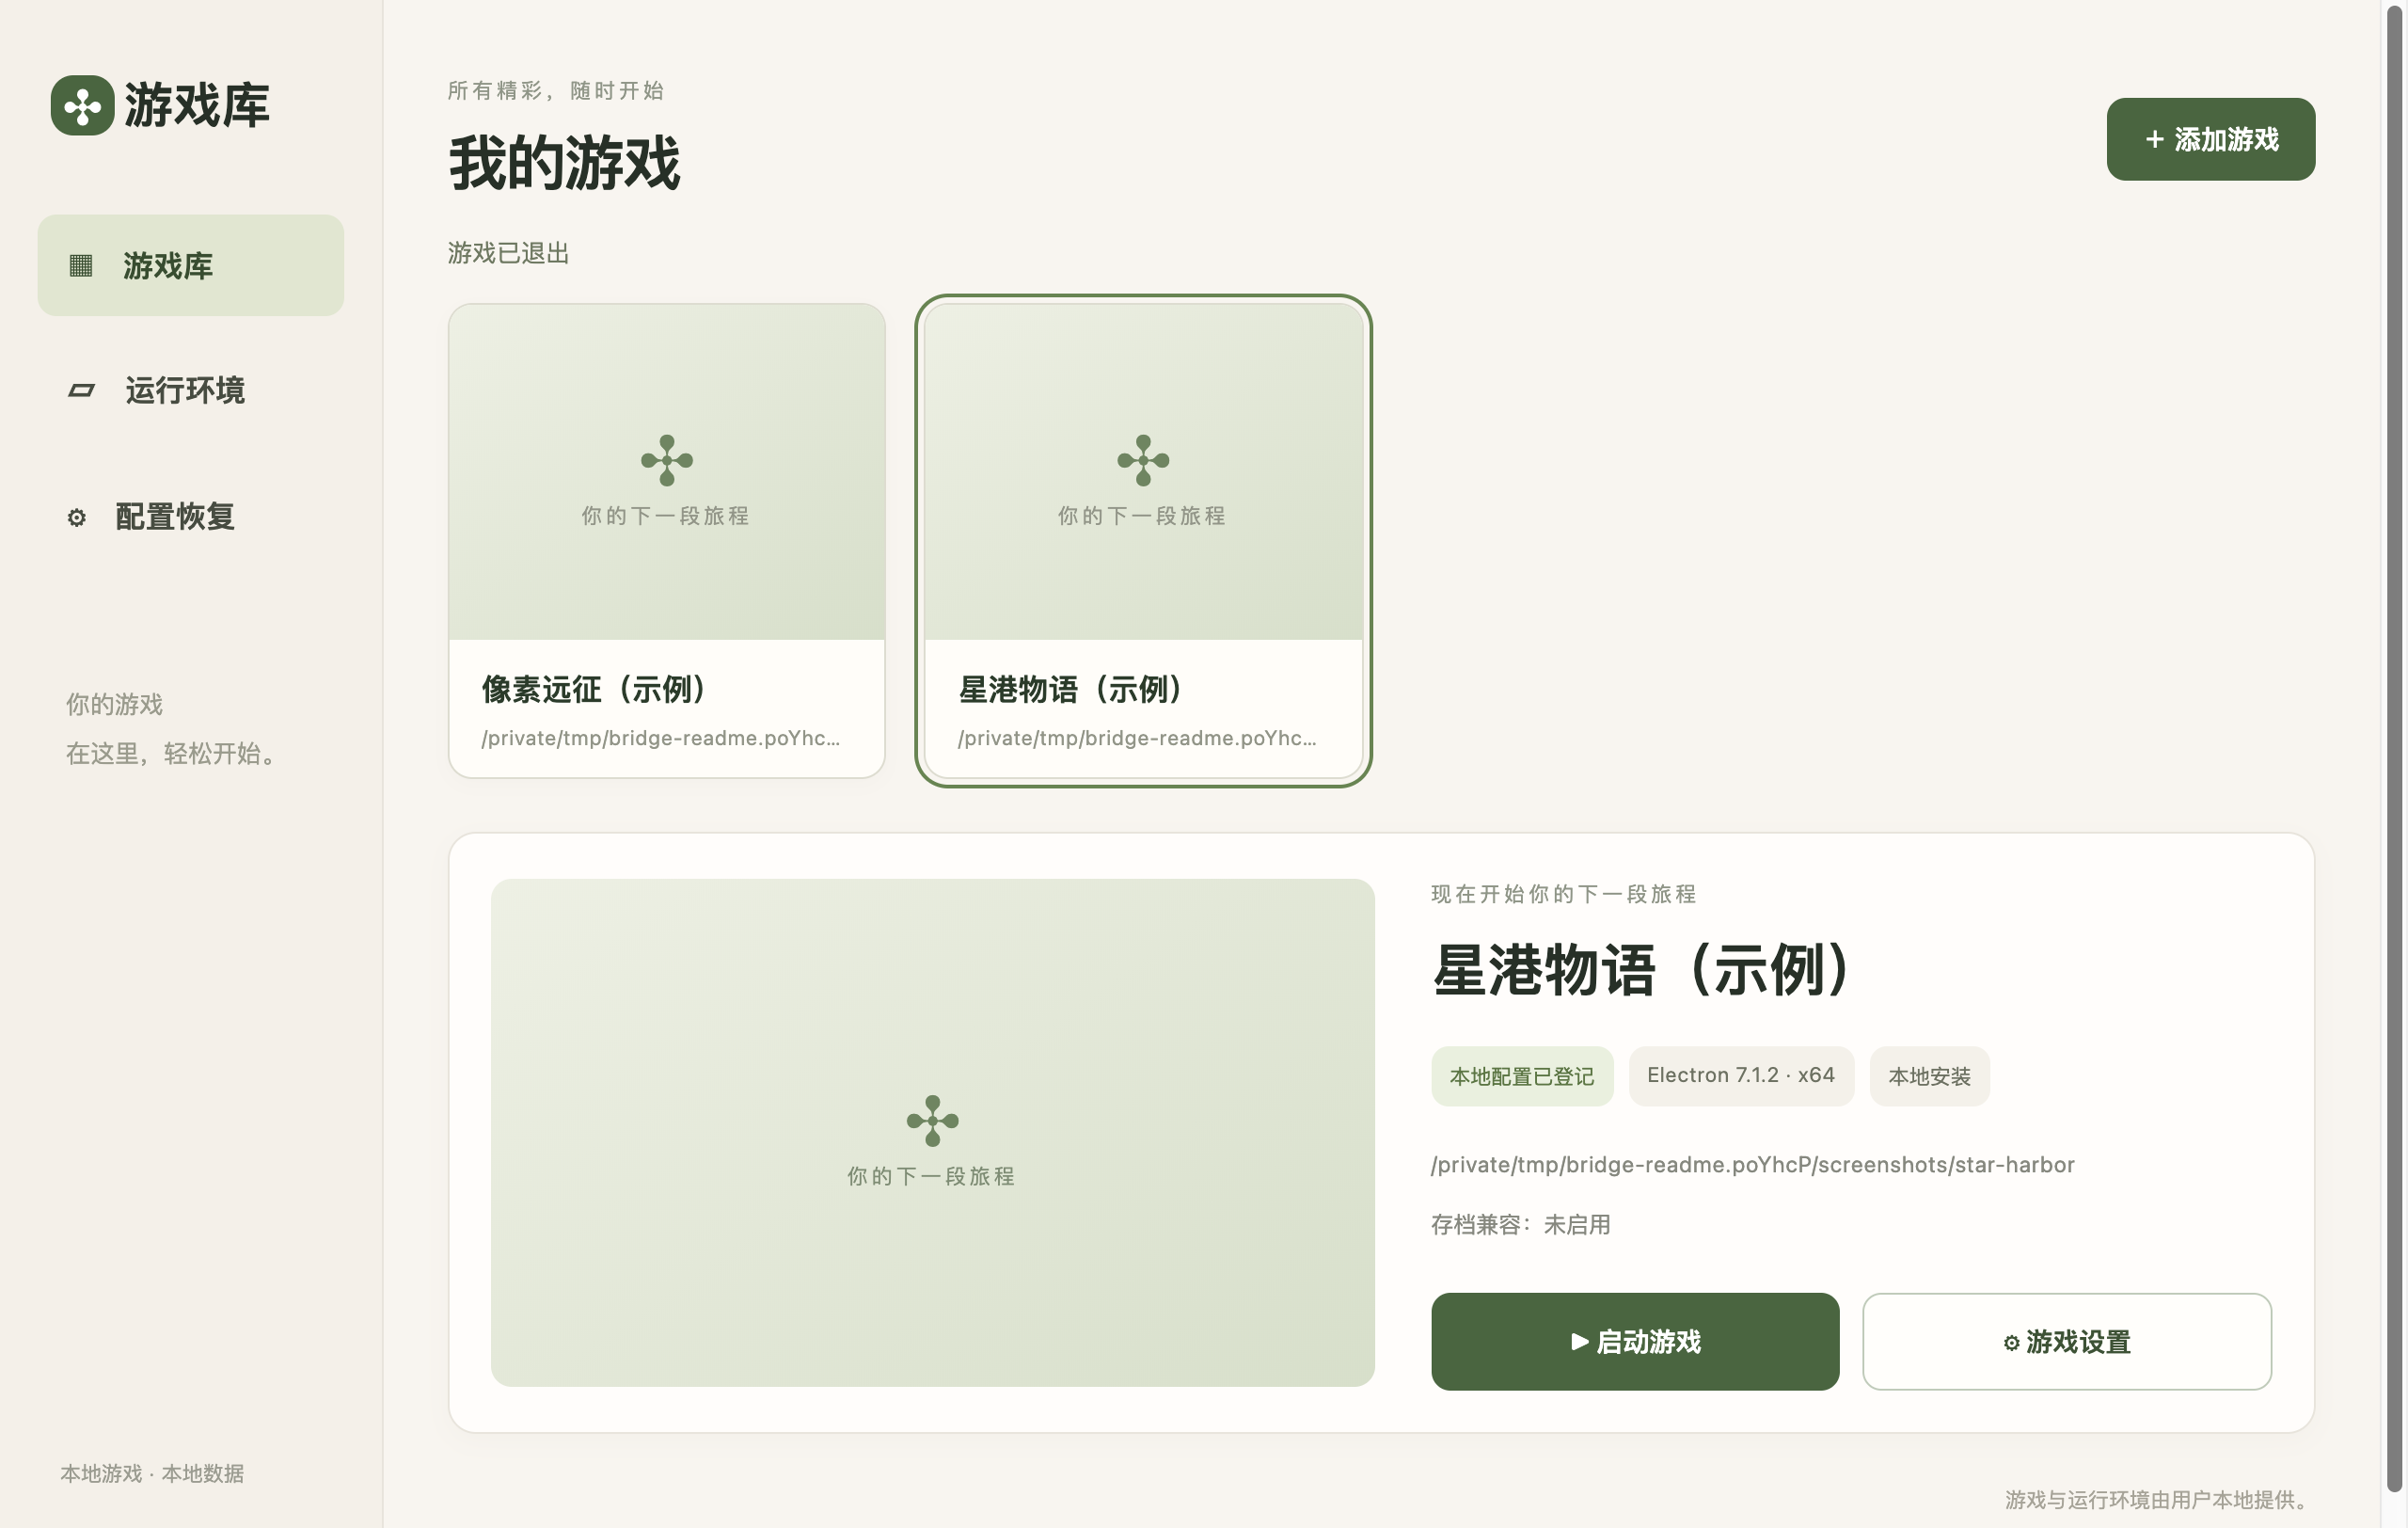 游戏库
游戏库
运行环境
配置恢复
你的游戏
在这里，轻松开始。
本地游戏 · 本地数据
所有精彩，随时开始
我的游戏
+ 添加游戏
游戏已退出
你的下一段旅程
像素远征（示例）
/private/tmp/bridge-readme.poYhc…
你的下一段旅程
星港物语（示例）
/private/tmp/bridge-readme.poYhc…
你的下一段旅程
现在开始你的下一段旅程
星港物语（示例）
本地配置已登记
Electron 7.1.2 · x64
本地安装
/private/tmp/bridge-readme.poYhcP/screenshots/star-harbor
存档兼容：未启用
▶ 启动游戏
⚙ 游戏设置
游戏与运行环境由用户本地提供。